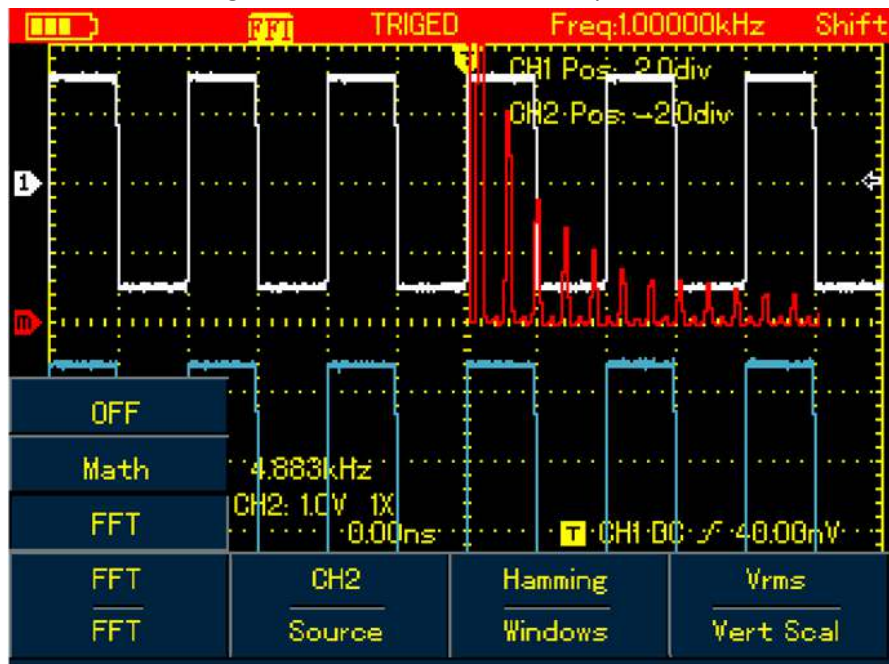 FFT TRIGED Freq:1.00000kHz Shift
CH1 Pos: 2.0div
CH2 Pos: -2.0div
1
m
OFF
Math
FFT
4.883kHz
CH2: 1.0V 1X
0.00ns T CH1 DC 40.00mV
FFT CH2 Hamming Vrms
FFT Source Windows Vert Scal